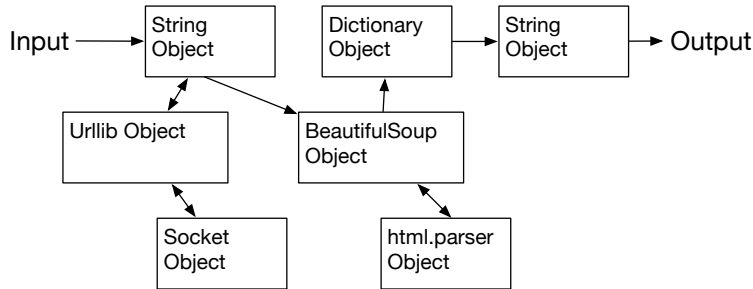 Input
String
Object
Dictionary
Object
String
Object
Output
Urllib Object
BeautifulSoup
Object
Socket
Object
html.parser
Object